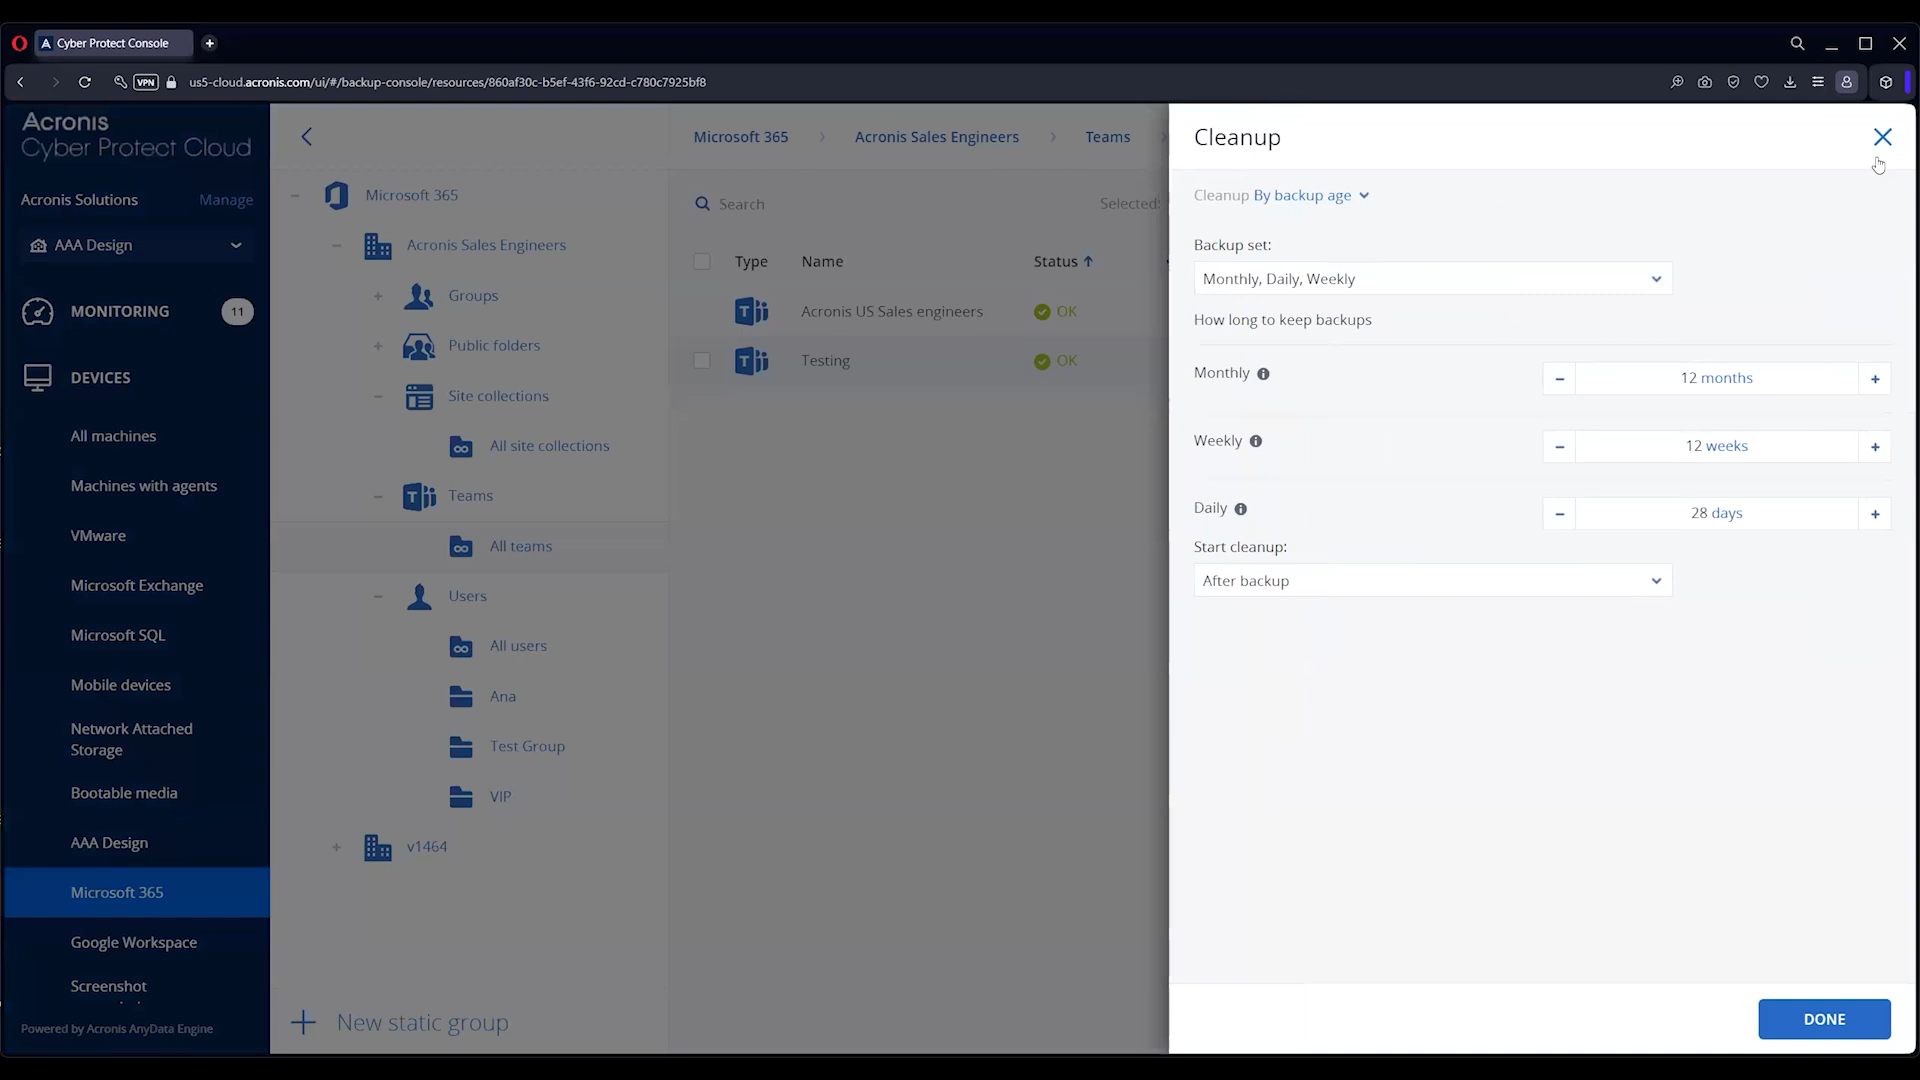 Cyber Protect Console
VPN
us5-cloud.acronis.com/ui/#/backup-console/resources/860af30c-b5ef-43f6-92cd-c780c7925bf8
Acronis
Cyber Protect Cloud
Acronis Solutions
Manage
AAA Design
MONITORING
11
DEVICES
All machines
Machines with agents
VMware
Microsoft Exchange
Microsoft SQL
Mobile devices
Network Attached
Storage
Bootable media
AAA Design
Microsoft 365
Google Workspace
Screenshot
Powered by Acronis AnyData Engine
Microsoft 365
Acronis Sales Engineers
Groups
Public folders
Site collections
All site collections
Teams
All teams
Users
All users
Ana
Test Group
VIP
v1464
New static group
Microsoft 365
Acronis Sales Engineers
Teams
Search
Selected:
Type
Name
Status
Acronis US Sales engineers
OK
Testing
OK
Cleanup
Cleanup By backup age
Backup set:
Monthly, Daily, Weekly
How long to keep backups
Monthly
12 months
Weekly
12 weeks
Daily
28 days
Start cleanup:
After backup
DONE